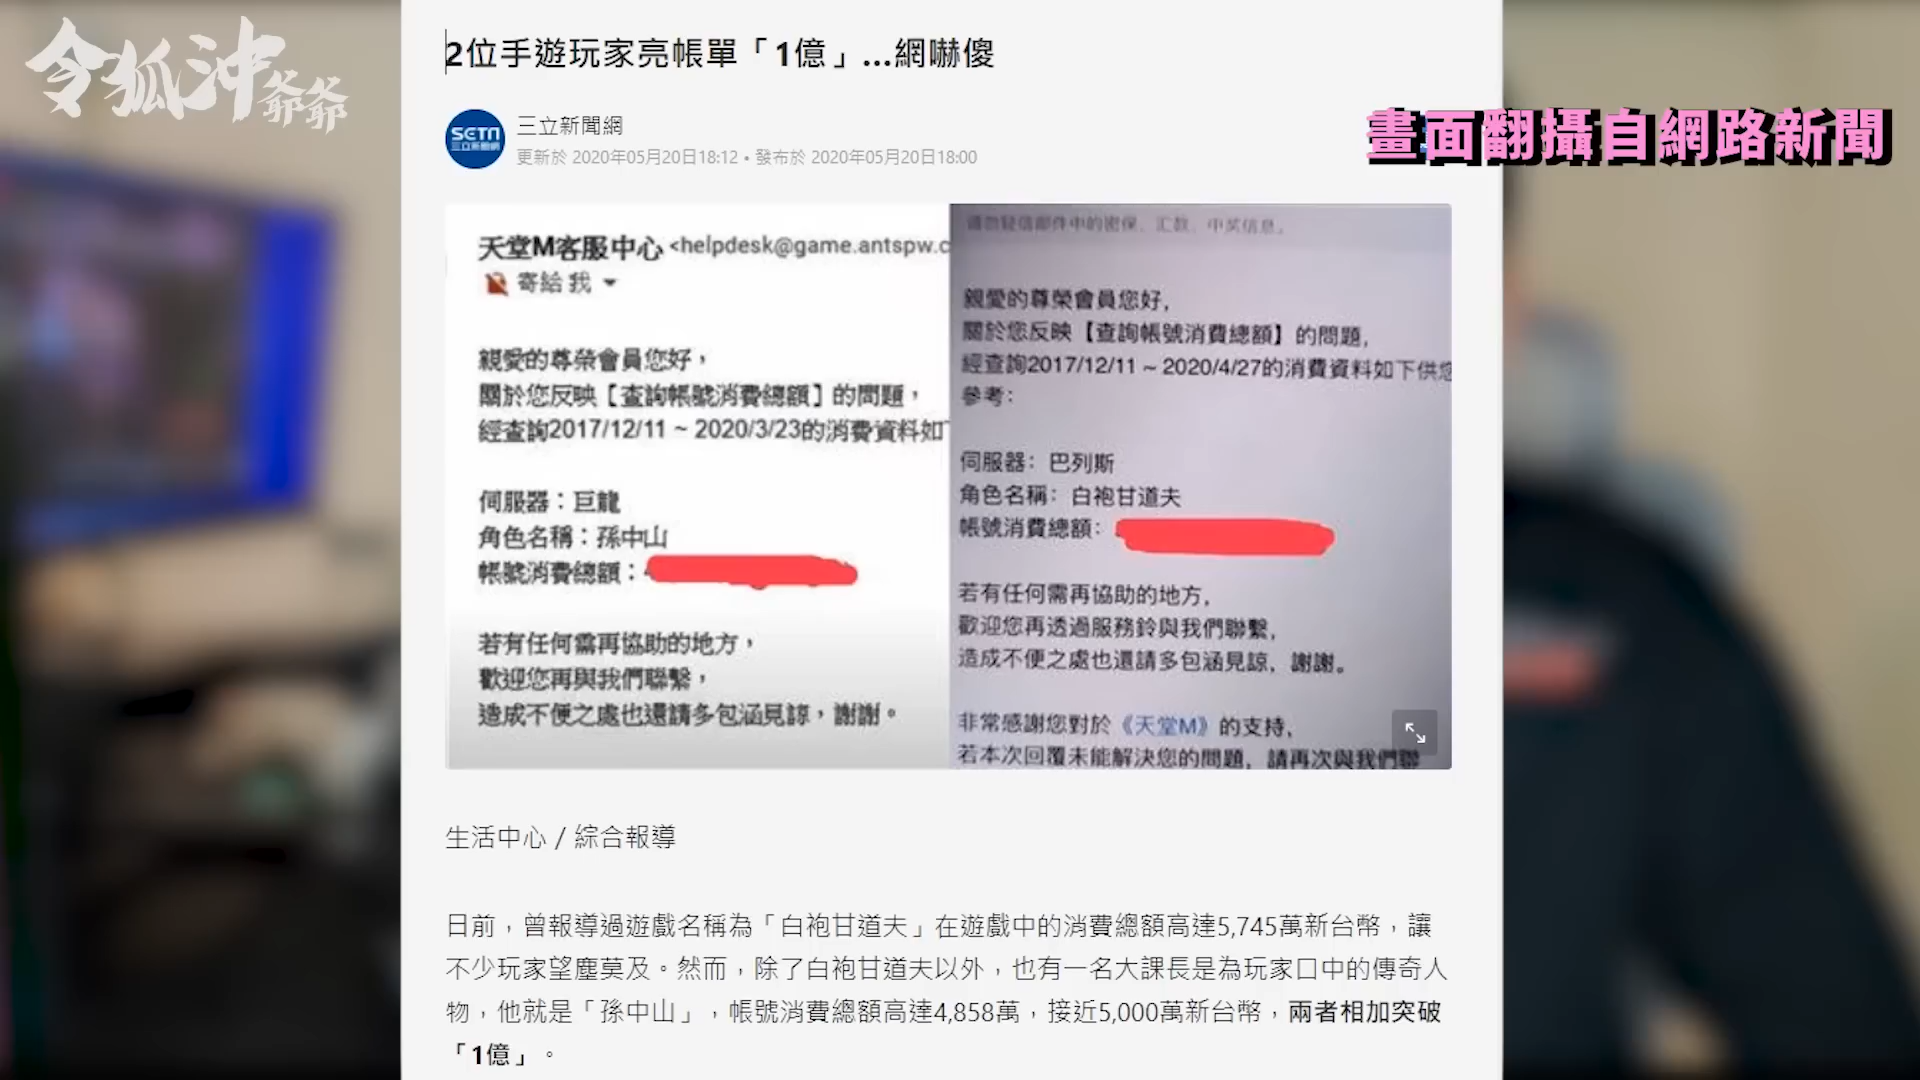 令狐沖爺爺
2位手遊玩家亮帳單「1億」...網嚇傻
SETN
三立新聞網
三立新聞網
更新於 2020年05月20日18:12 • 發布於 2020年05月20日18:00
畫面翻攝自網路新聞
天堂M客服中心 <helpdesk@game.antspw.c
寄給 我
親愛的尊榮會員您好，
關於您反映【查詢帳號消費總額】的問題，
經查詢2017/12/11 ~ 2020/3/23的消費資料如
伺服器：巨龍
角色名稱：孫中山
帳號消費總額：
若有任何需再協助的地方，
歡迎您再與我們聯繫，
造成不便之處也還請多包涵見諒，謝謝。
请勿疑信邮件中的密保、汇款、中奖信息。
親愛的尊榮會員您好,
關於您反映【查詢帳號消費總額】的問題,
經查詢2017/12/11 ~ 2020/4/27的消費資料如下供您
參考:
伺服器: 巴列斯
角色名稱: 白袍甘道夫
帳號消費總額:
若有任何需再協助的地方,
歡迎您再透過服務鈴與我們聯繫,
造成不便之處也還請多包涵見諒, 謝謝。
非常感謝您對於《天堂M》的支持,
若本次回覆未能解決您的問題, 請再次與我們聯
生活中心 / 綜合報導
日前，曾報導過遊戲名稱為「白袍甘道夫」在遊戲中的消費總額高達5,745萬新台幣，讓
不少玩家望塵莫及。然而，除了白袍甘道夫以外，也有一名大課長是為玩家口中的傳奇人
物，他就是「孫中山」，帳號消費總額高達4,858萬，接近5,000萬新台幣，兩者相加突破
「1億」。